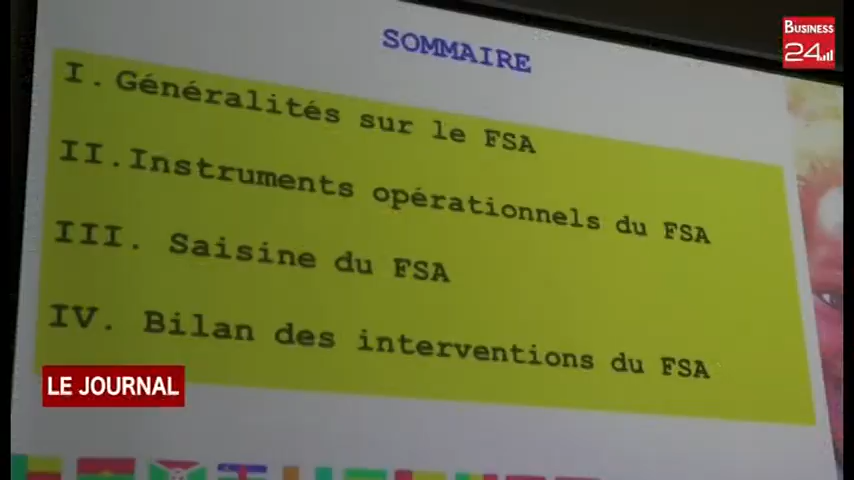 SOMMAIRE
BUSINESS
24
I. Généralités sur le FSA
II.Instruments opérationnels du FSA
III. Saisine du FSA
IV. Bilan des interventions du FSA
LE JOURNAL